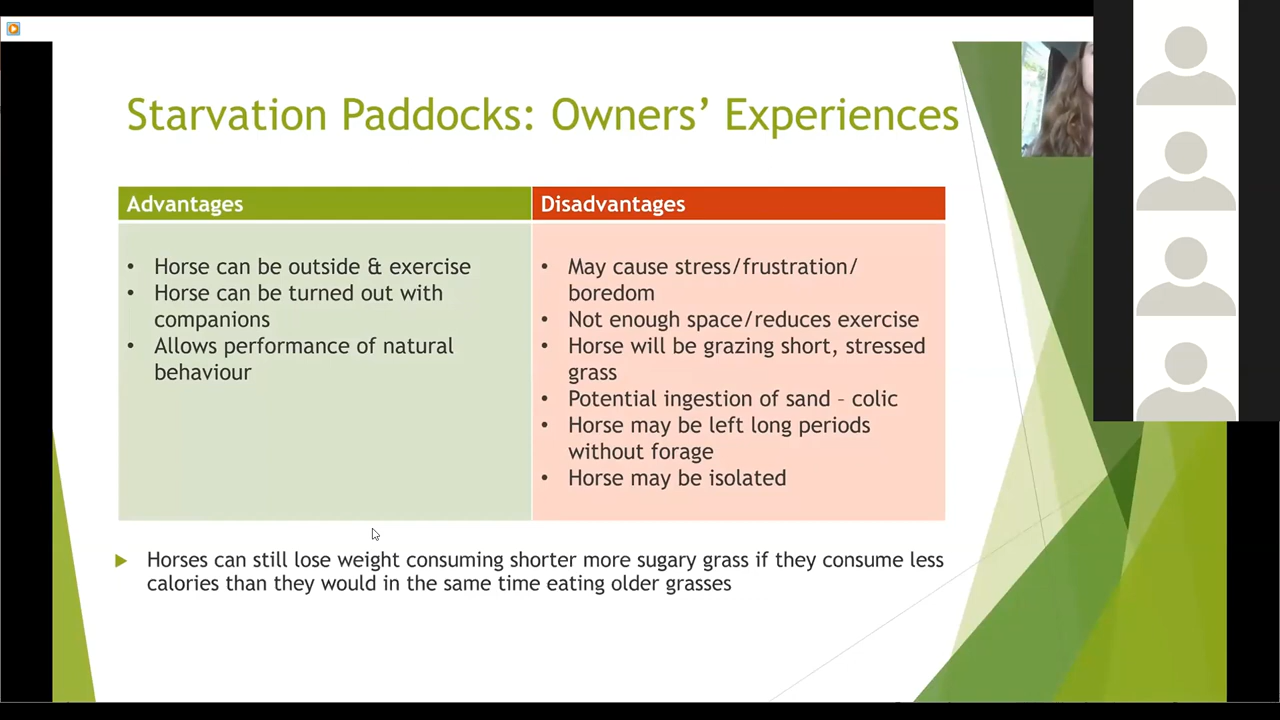 Starvation Paddocks: Owners’ Experiences
Advantages
• Horse can be outside & exercise
• Horse can be turned out with
companions
• Allows performance of natural
behaviour
Disadvantages
• May cause stress/frustration/
boredom
• Not enough space/reduces exercise
• Horse will be grazing short, stressed
grass
• Potential ingestion of sand – colic
• Horse may be left long periods
without forage
• Horse may be isolated
Horses can still lose weight consuming shorter more sugary grass if they consume less
calories than they would in the same time eating older grasses